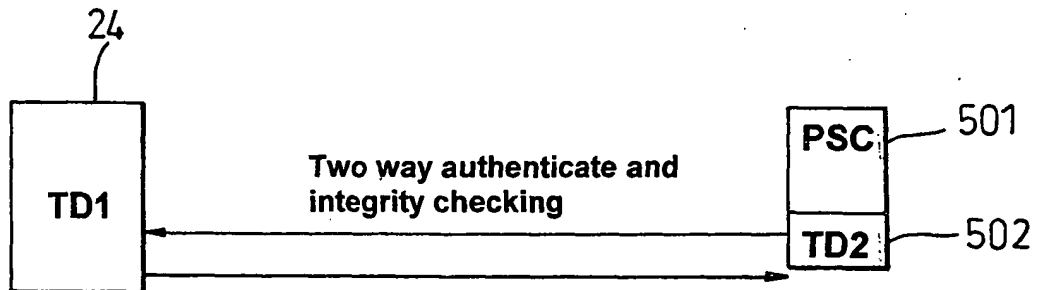 24
PSC
501
Two way authenticate and
integrity checking
TD1
TD2
502